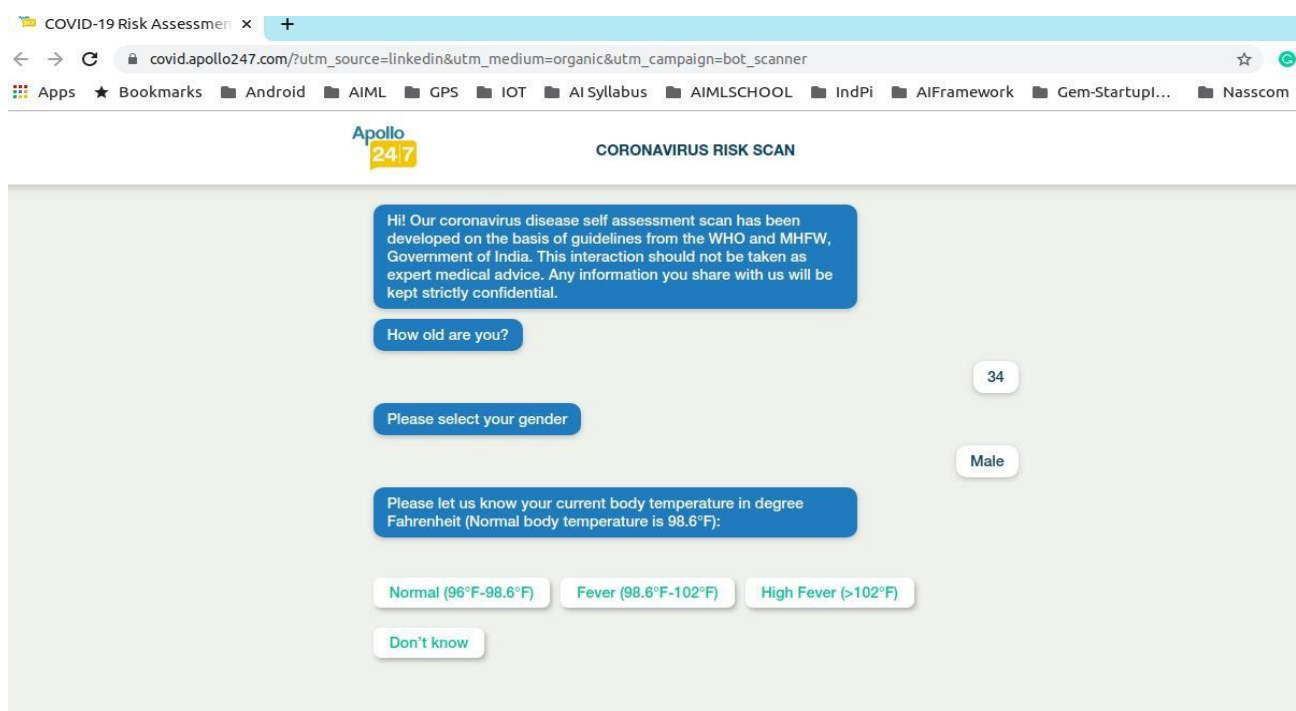 COVID-19 Risk Assessmen
covid.apollo247.com/?utm_source=linkedin&utm_medium=organic&utm_campaign=bot_scanner
Apps Bookmarks Android AIML GPS IOT AI Syllabus AIMLSCHOOL IndPi AIFramework Gem-StartupI... Nasscom
Apollo
24|7
CORONAVIRUS RISK SCAN
Hi! Our coronavirus disease self assessment scan has been
developed on the basis of guidelines from the WHO and MHFW,
Government of India. This interaction should not be taken as
expert medical advice. Any information you share with us will be
kept strictly confidential.
How old are you?
34
Please select your gender
Male
Please let us know your current body temperature in degree
Fahrenheit (Normal body temperature is 98.6°F):
Normal (96°F-98.6°F) Fever (98.6°F-102°F) High Fever (>102°F)
Don't know